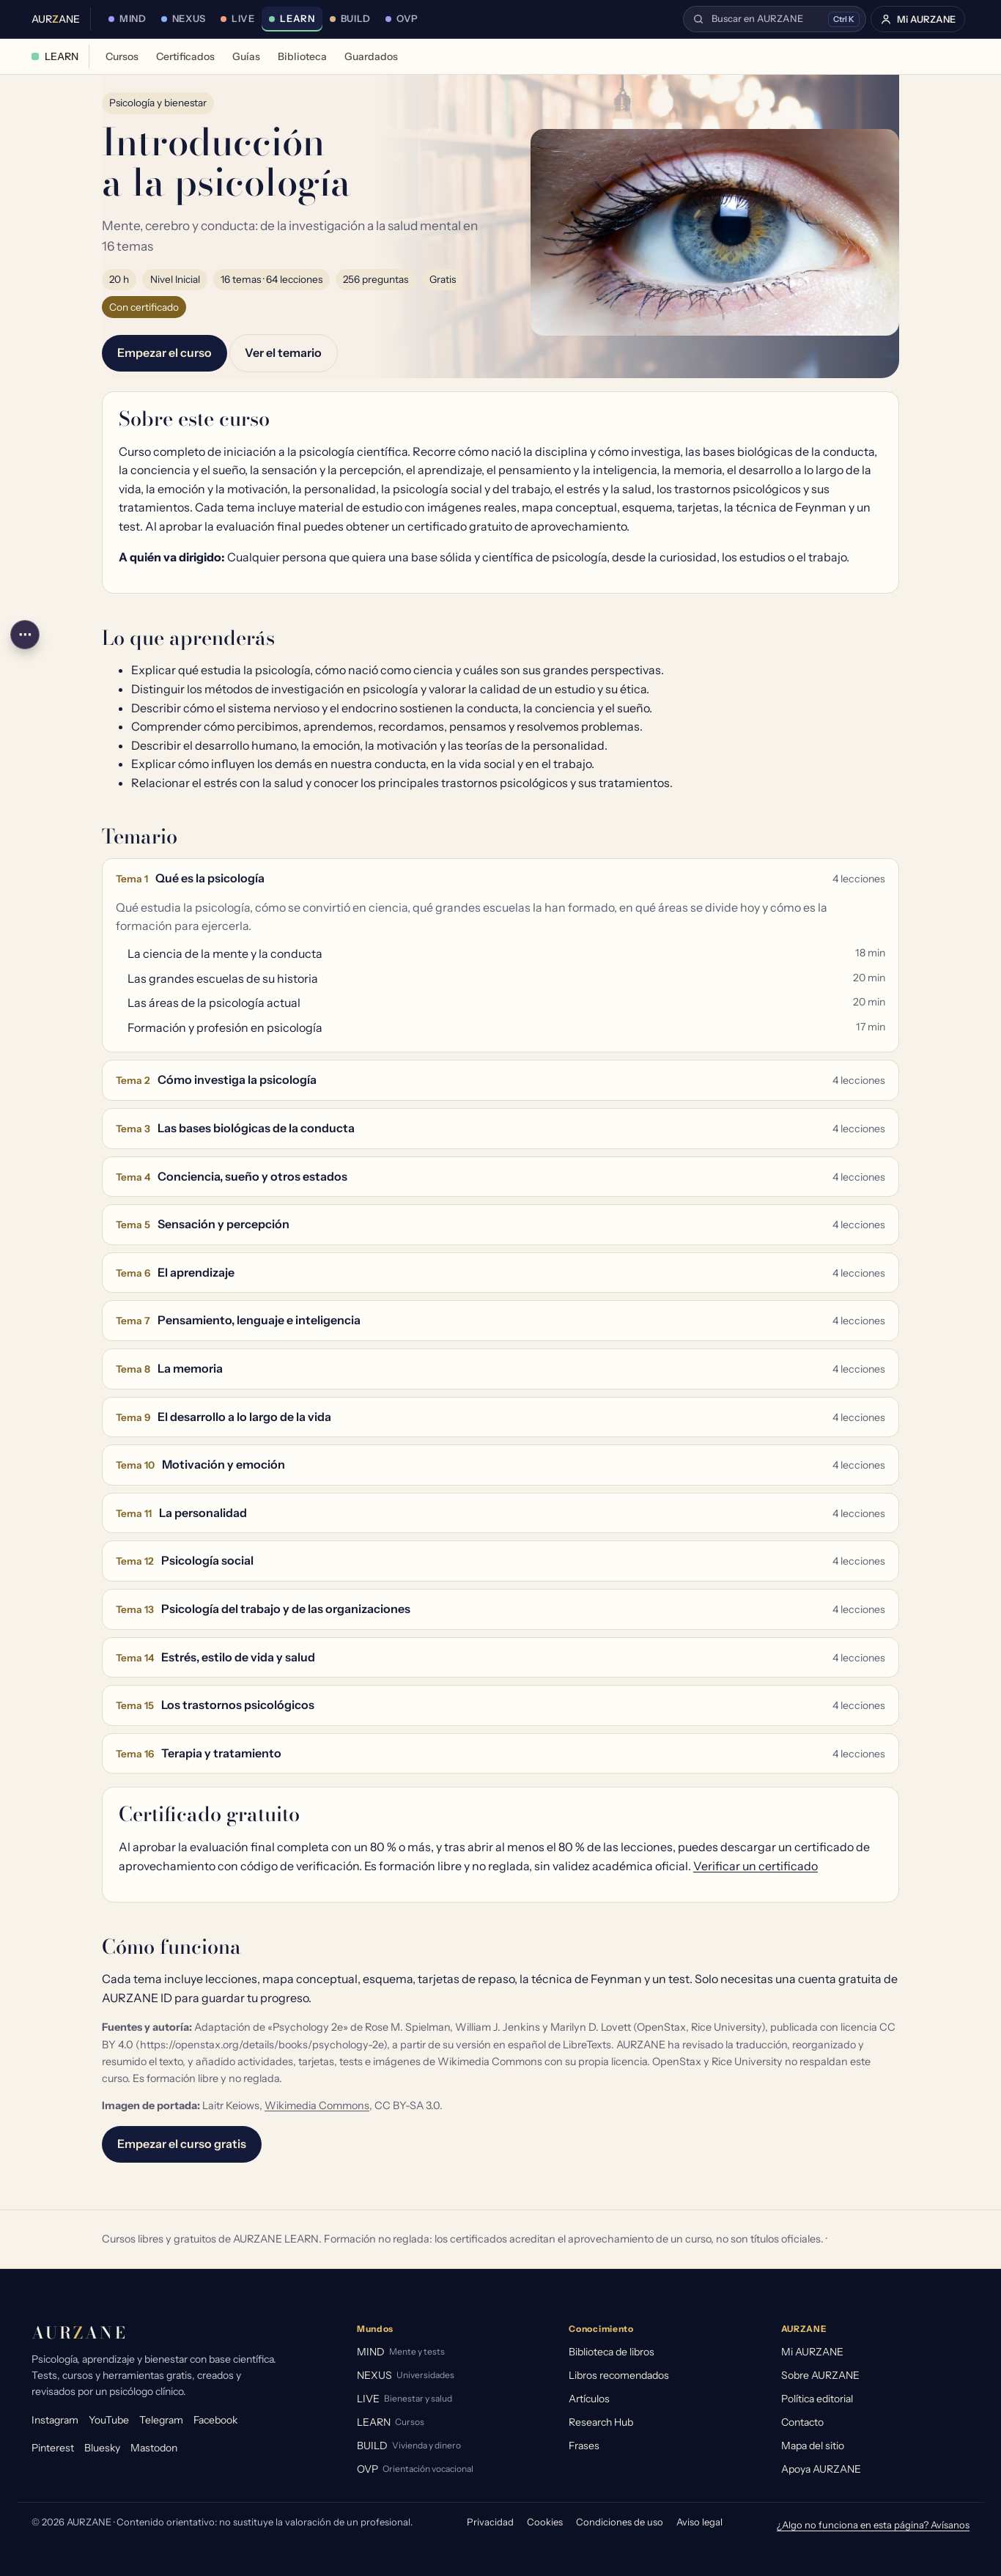 AURZANE
MIND
NEXUS
LIVE
LEARN
BUILD
OVP
Buscar en AURZANE
Ctrl K
Mi AURZANE
LEARN
Cursos
Certificados
Guías
Biblioteca
Guardados
Psicología y bienestar
Introducción
a la psicología
Mente, cerebro y conducta: de la investigación a la salud mental en
16 temas
20 h
Nivel Inicial
16 temas · 64 lecciones
256 preguntas
Gratis
Con certificado
Empezar el curso
Ver el temario
Sobre este curso
Curso completo de iniciación a la psicología científica. Recorre cómo nació la disciplina y cómo investiga, las bases biológicas de la conducta,
la conciencia y el sueño, la sensación y la percepción, el aprendizaje, el pensamiento y la inteligencia, la memoria, el desarrollo a lo largo de la
vida, la emoción y la motivación, la personalidad, la psicología social y del trabajo, el estrés y la salud, los trastornos psicológicos y sus
tratamientos. Cada tema incluye material de estudio con imágenes reales, mapa conceptual, esquema, tarjetas, la técnica de Feynman y un
test. Al aprobar la evaluación final puedes obtener un certificado gratuito de aprovechamiento.
A quién va dirigido: Cualquier persona que quiera una base sólida y científica de psicología, desde la curiosidad, los estudios o el trabajo.
Lo que aprenderás
• Explicar qué estudia la psicología, cómo nació como ciencia y cuáles son sus grandes perspectivas.
• Distinguir los métodos de investigación en psicología y valorar la calidad de un estudio y su ética.
• Describir cómo el sistema nervioso y el endocrino sostienen la conducta, la conciencia y el sueño.
• Comprender cómo percibimos, aprendemos, recordamos, pensamos y resolvemos problemas.
• Describir el desarrollo humano, la emoción, la motivación y las teorías de la personalidad.
• Explicar cómo influyen los demás en nuestra conducta, en la vida social y en el trabajo.
• Relacionar el estrés con la salud y conocer los principales trastornos psicológicos y sus tratamientos.
Temario
Tema 1 Qué es la psicología 4 lecciones
Qué estudia la psicología, cómo se convirtió en ciencia, qué grandes escuelas la han formado, en qué áreas se divide hoy y cómo es la
formación para ejercerla.
La ciencia de la mente y la conducta 18 min
Las grandes escuelas de su historia 20 min
Las áreas de la psicología actual 20 min
Formación y profesión en psicología 17 min
Tema 2 Cómo investiga la psicología 4 lecciones
Tema 3 Las bases biológicas de la conducta 4 lecciones
Tema 4 Conciencia, sueño y otros estados 4 lecciones
Tema 5 Sensación y percepción 4 lecciones
Tema 6 El aprendizaje 4 lecciones
Tema 7 Pensamiento, lenguaje e inteligencia 4 lecciones
Tema 8 La memoria 4 lecciones
Tema 9 El desarrollo a lo largo de la vida 4 lecciones
Tema 10 Motivación y emoción 4 lecciones
Tema 11 La personalidad 4 lecciones
Tema 12 Psicología social 4 lecciones
Tema 13 Psicología del trabajo y de las organizaciones 4 lecciones
Tema 14 Estrés, estilo de vida y salud 4 lecciones
Tema 15 Los trastornos psicológicos 4 lecciones
Tema 16 Terapia y tratamiento 4 lecciones
Certificado gratuito
Al aprobar la evaluación final completa con un 80 % o más, y tras abrir al menos el 80 % de las lecciones, puedes descargar un certificado de
aprovechamiento con código de verificación. Es formación libre y no reglada, sin validez académica oficial. Verificar un certificado
Cómo funciona
Cada tema incluye lecciones, mapa conceptual, esquema, tarjetas de repaso, la técnica de Feynman y un test. Solo necesitas una cuenta gratuita de
AURZANE ID para guardar tu progreso.
Fuentes y autoría: Adaptación de «Psychology 2e» de Rose M. Spielman, William J. Jenkins y Marilyn D. Lovett (OpenStax, Rice University), publicada con licencia CC
BY 4.0 (https://openstax.org/details/books/psychology-2e), a partir de su versión en español de LibreTexts. AURZANE ha revisado la traducción, reorganizado y
resumido el texto, y añadido actividades, tarjetas, tests e imágenes de Wikimedia Commons con su propia licencia. OpenStax y Rice University no respaldan este
curso. Es formación libre y no reglada.
Imagen de portada: Laitr Keiows, Wikimedia Commons, CC BY-SA 3.0.
Empezar el curso gratis
Cursos libres y gratuitos de AURZANE LEARN. Formación no reglada: los certificados acreditan el aprovechamiento de un curso, no son títulos oficiales. ·
AURZANE
Psicología, aprendizaje y bienestar con base científica.
Tests, cursos y herramientas gratis, creados y
revisados por un psicólogo clínico.
Instagram YouTube Telegram Facebook
Pinterest Bluesky Mastodon
Mundos
MIND Mente y tests
NEXUS Universidades
LIVE Bienestar y salud
LEARN Cursos
BUILD Vivienda y dinero
OVP Orientación vocacional
Conocimiento
Biblioteca de libros
Libros recomendados
Artículos
Research Hub
Frases
AURZANE
Mi AURZANE
Sobre AURZANE
Política editorial
Contacto
Mapa del sitio
Apoya AURZANE
© 2026 AURZANE · Contenido orientativo: no sustituye la valoración de un profesional.
Privacidad Cookies Condiciones de uso Aviso legal
¿Algo no funciona en esta página? Avísanos